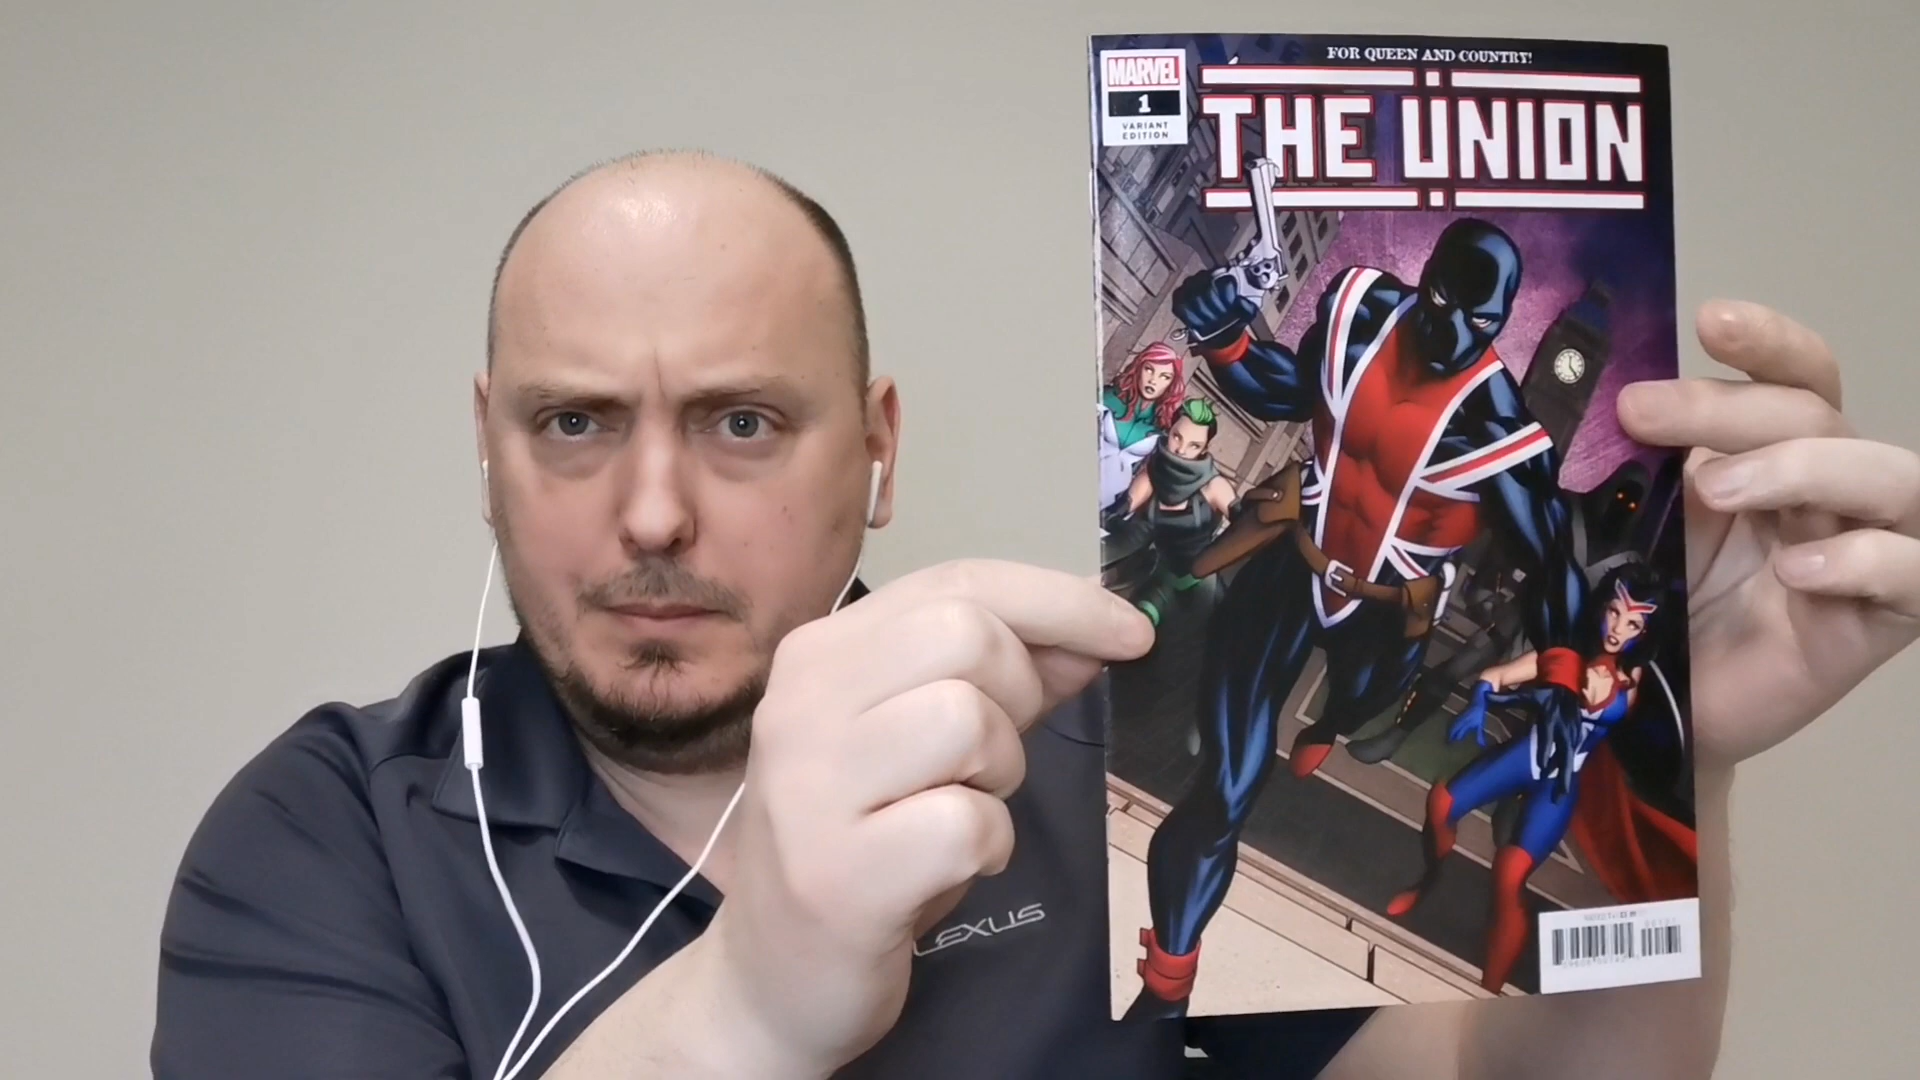 FOR QUEEN AND COUNTRY!
MARVEL
1
VARIANT
EDITION
THE UNION
LEXUS